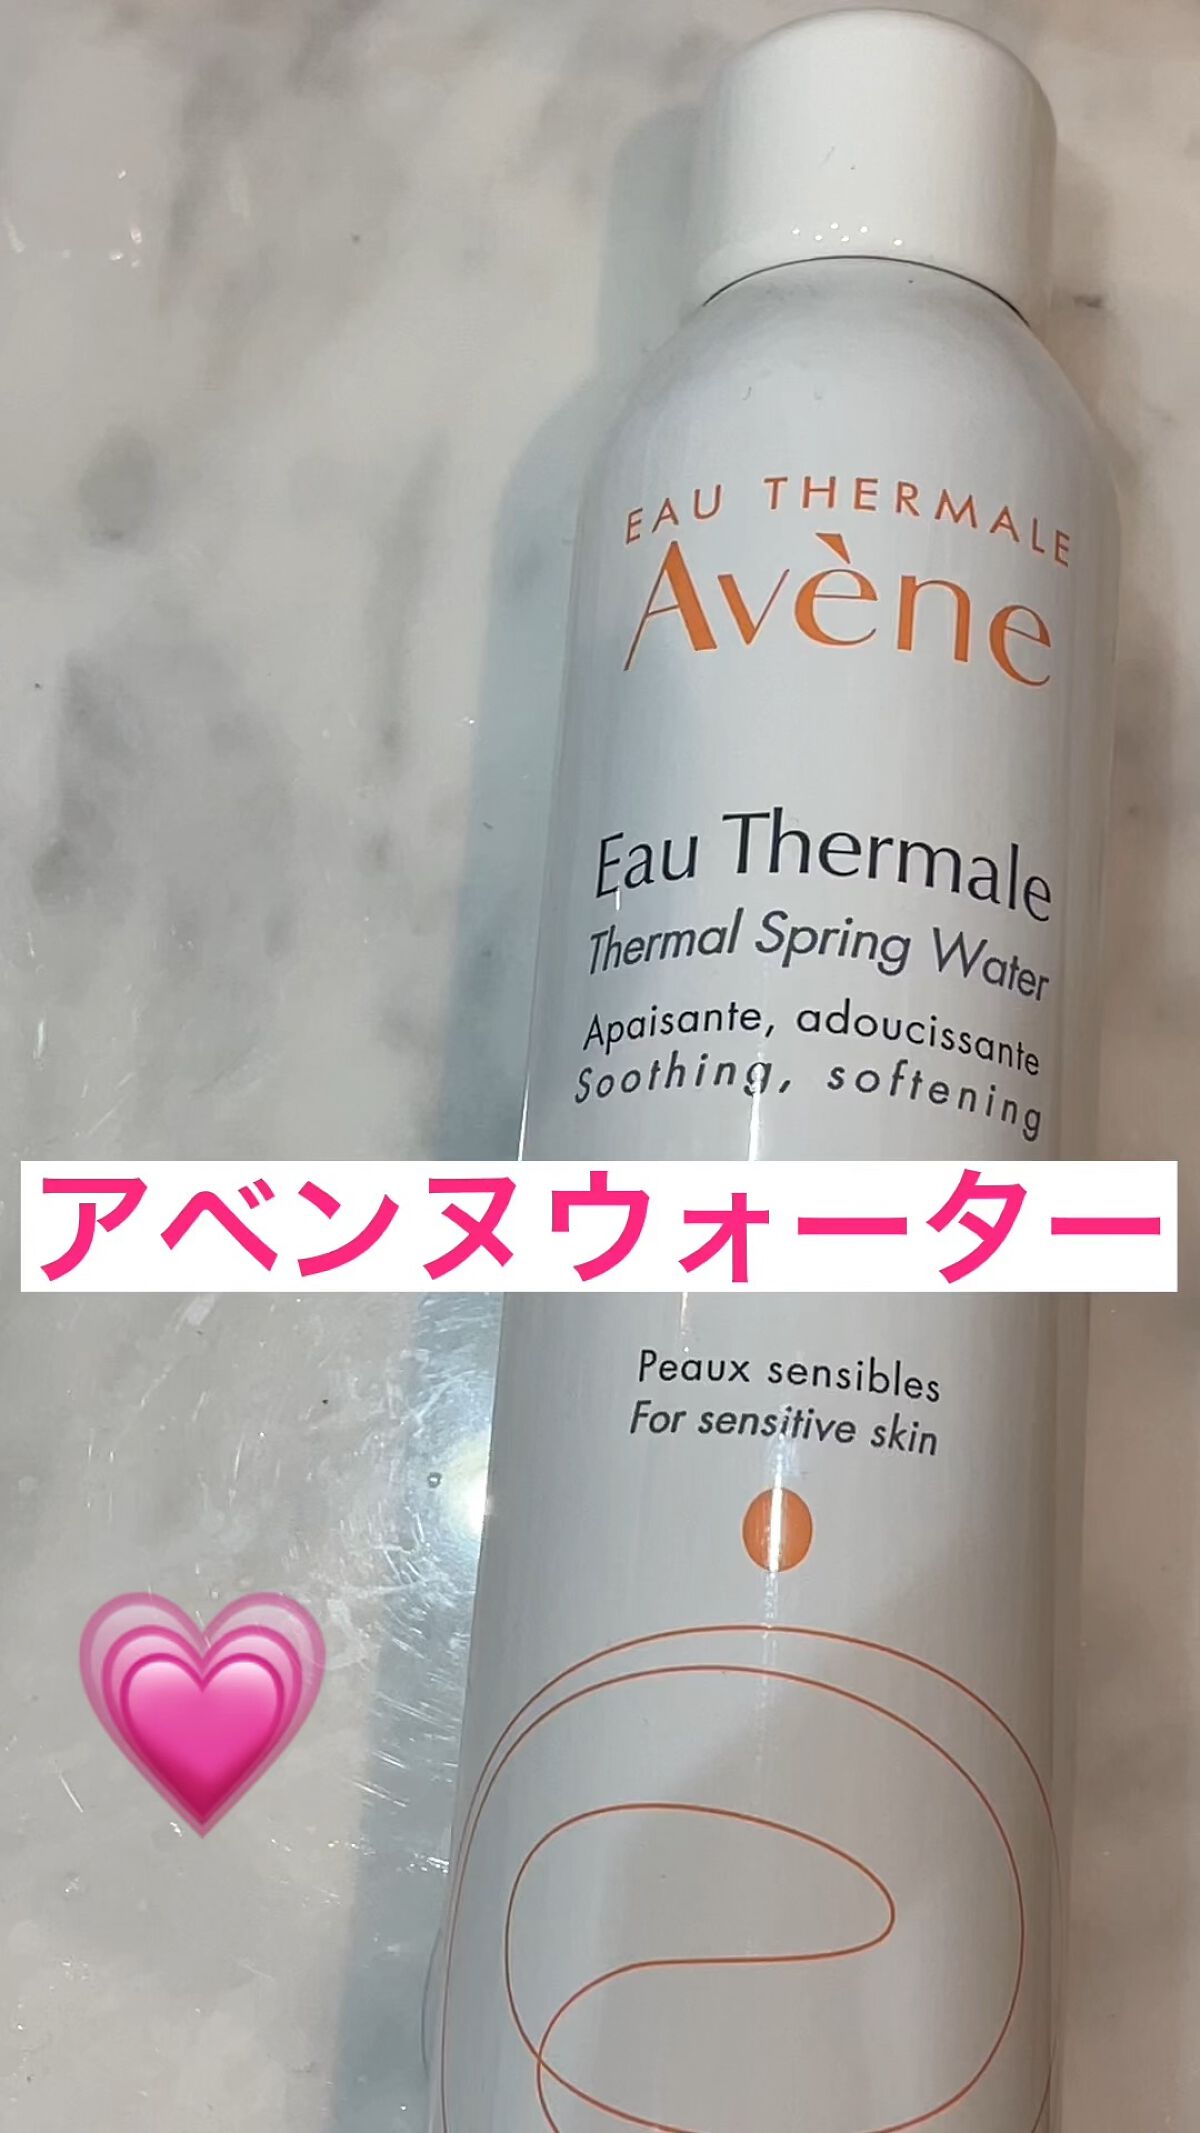 EAU THERMALE
Avène
Eau Thermale
Thermal Spring Water
Apaisante, adoucissante
Soothing, softening
アベンヌウォーター
Peaux sensibles
For sensitive skin